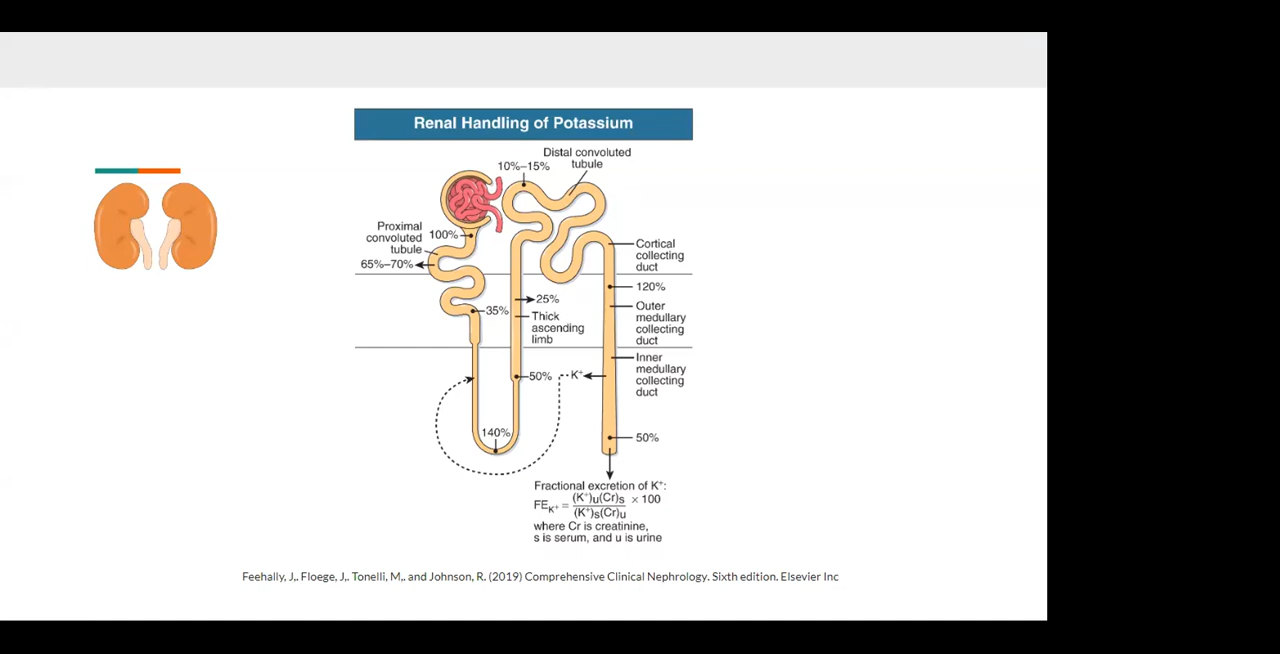 Renal Handling of Potassium
Distal convoluted
tubule
10%–15%
Proximal
convoluted
tubule
100%
65%–70%
35%
25%
Thick
ascending
limb
50%
140%
Cortical
collecting
duct
120%
Outer
medullary
collecting
duct
Inner
medullary
collecting
duct
K⁺
50%
Fractional excretion of K⁺:
FE_K⁺ = (K⁺)u(Cr)s / (K⁺)s(Cr)u × 100
where Cr is creatinine,
s is serum, and u is urine
Feehally, J,. Floege, J,. Tonelli, M,. and Johnson, R. (2019) Comprehensive Clinical Nephrology. Sixth edition. Elsevier Inc